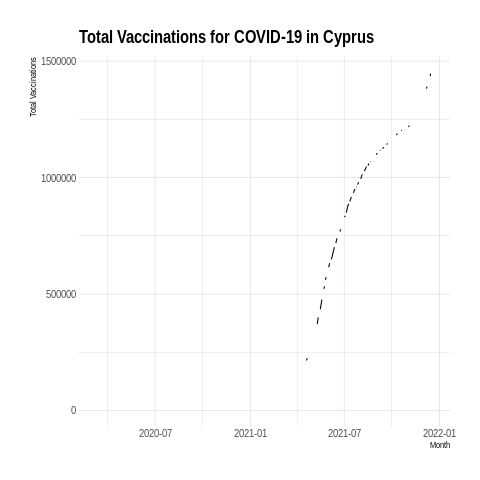 Total Vaccinations for COVID-19 in Cyprus
Total Vaccinations
1500000
1000000
500000
0
2020-07 2021-01 2021-07 2022-01
Month